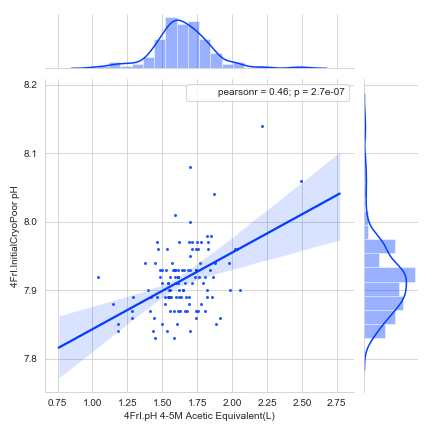 pearsonr = 0.46; p = 2.7e-07
8.2
8.1
8.0
7.9
7.8
4FrI.InitialCryoPoor pH
0.75 1.00 1.25 1.50 1.75 2.00 2.25 2.50 2.75
4FrI.pH 4-5M Acetic Equivalent(L)